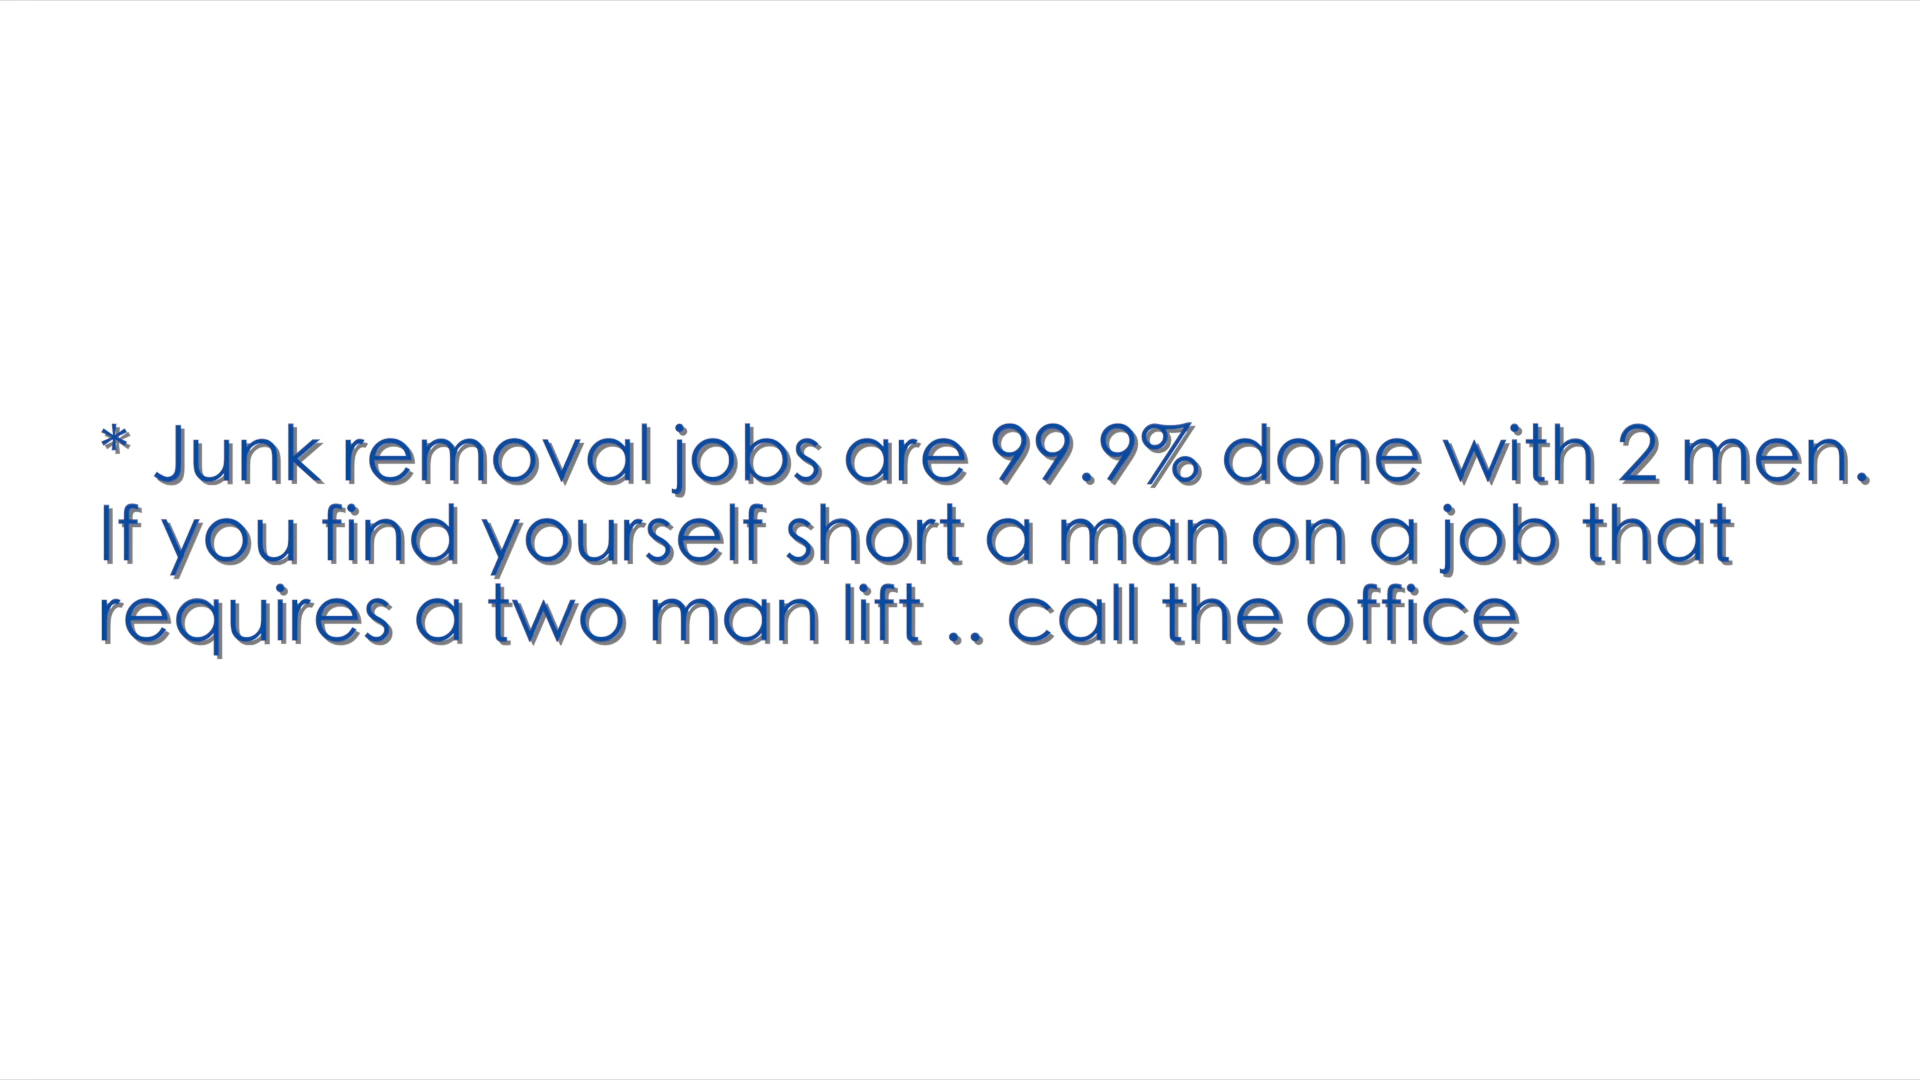 * Junk removal jobs are 99.9% done with 2 men.
If you find yourself short a man on a job that
requires a two man lift .. call the office